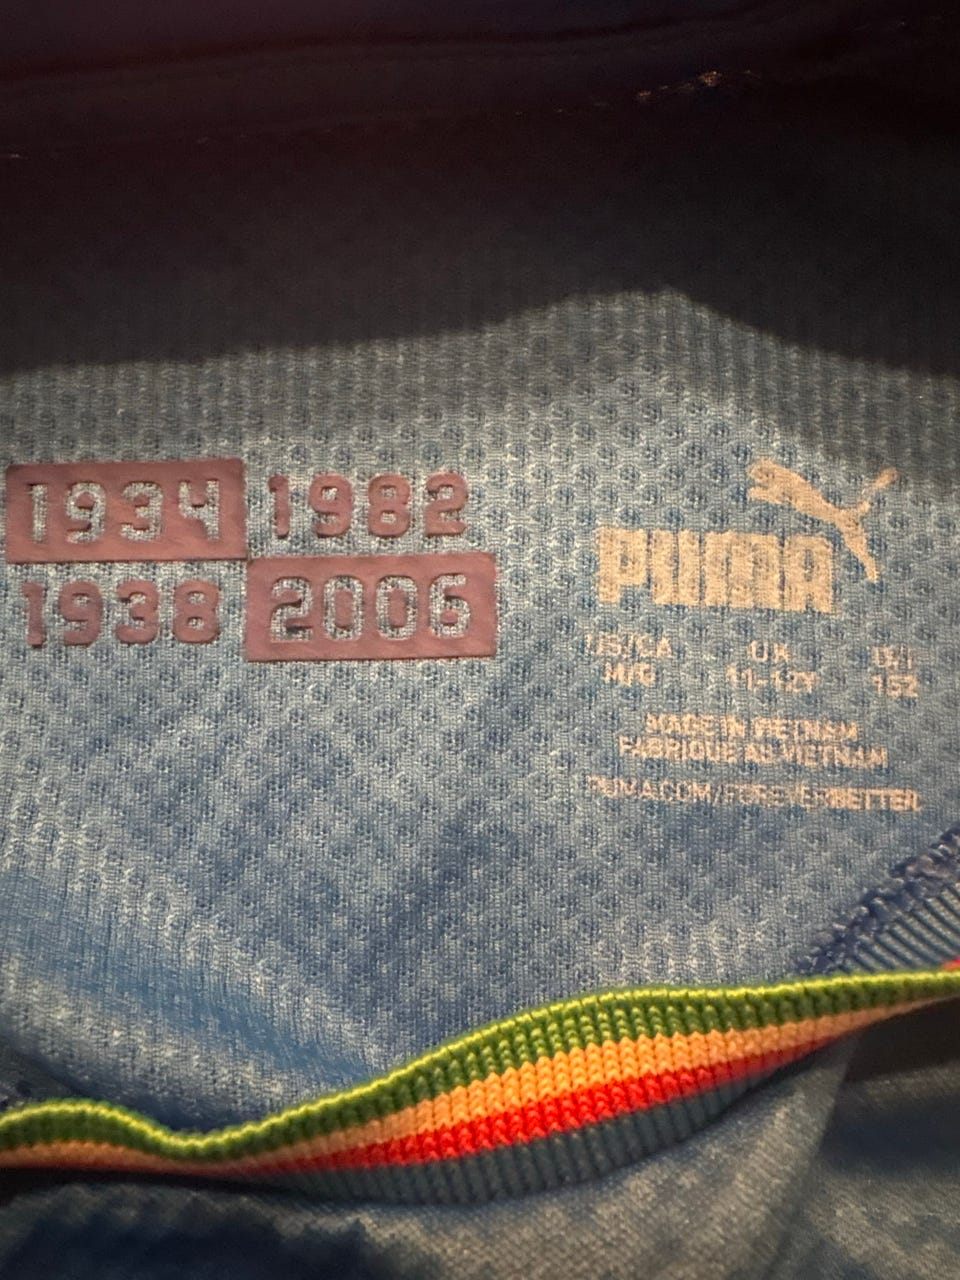 1934 1982
1938 2006
PUMA
US/CA UK INT
M/G 11-12Y 152
MADE IN VIETNAM
FABRIQUE AU VIETNAM
PUMA.COM/FOREVERBETTER